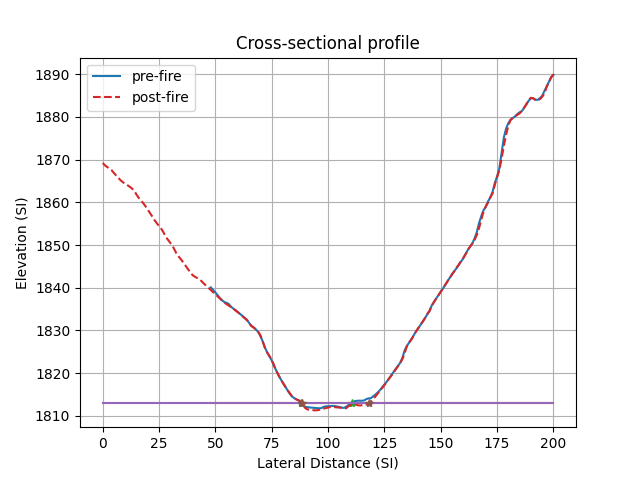 Cross-sectional profile
pre-fire
post-fire
Elevation (SI)
1890
1880
1870
1860
1850
1840
1830
1820
1810
0 25 50 75 100 125 150 175 200
Lateral Distance (SI)